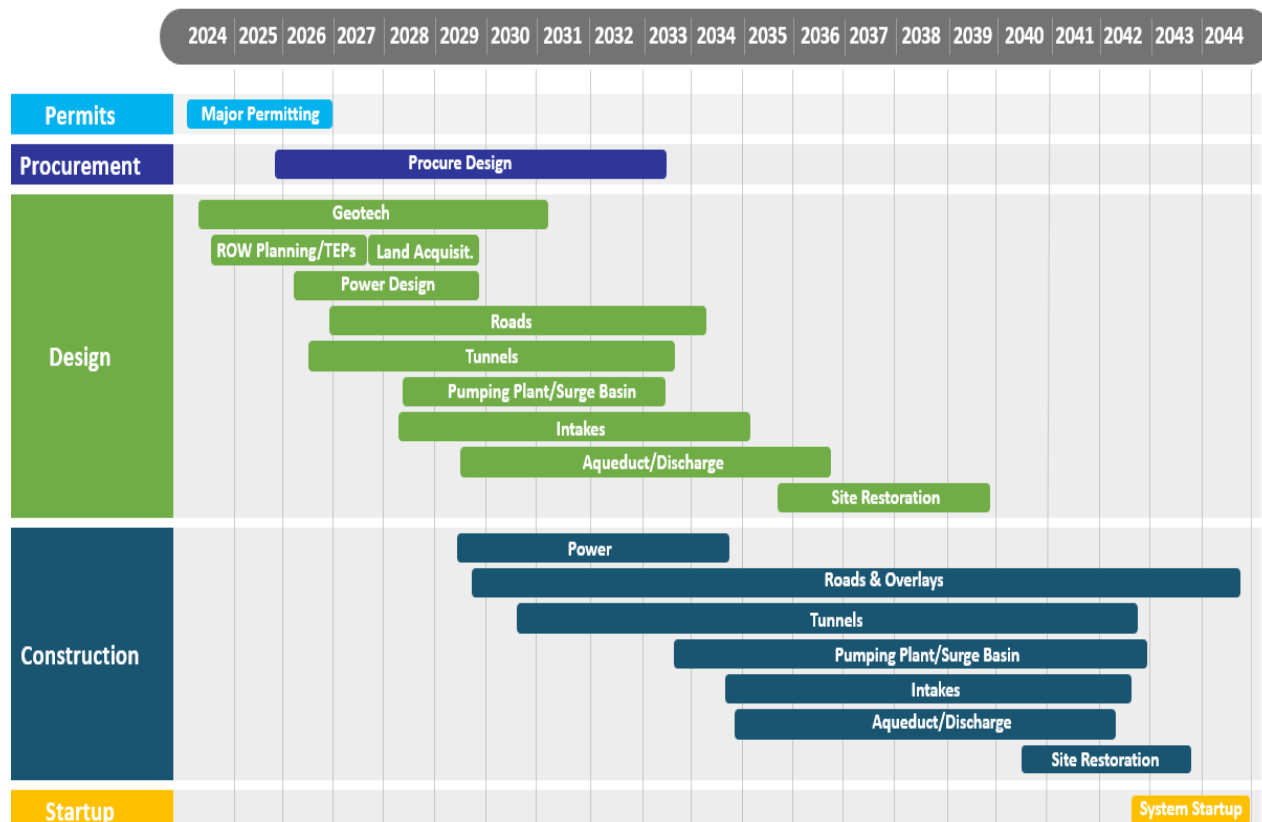 2024 2025 2026 2027 2028 2029 2030 2031 2032 2033 2034 2035 2036 2037 2038 2039 2040 2041 2042 2043 2044
Permits
Major Permitting
Procurement
Procure Design
Design
Geotech
ROW Planning/TEPs
Land Acquisit.
Power Design
Roads
Tunnels
Pumping Plant/Surge Basin
Intakes
Aqueduct/Discharge
Site Restoration
Construction
Power
Roads & Overlays
Tunnels
Pumping Plant/Surge Basin
Intakes
Aqueduct/Discharge
Site Restoration
Startup
System Startup